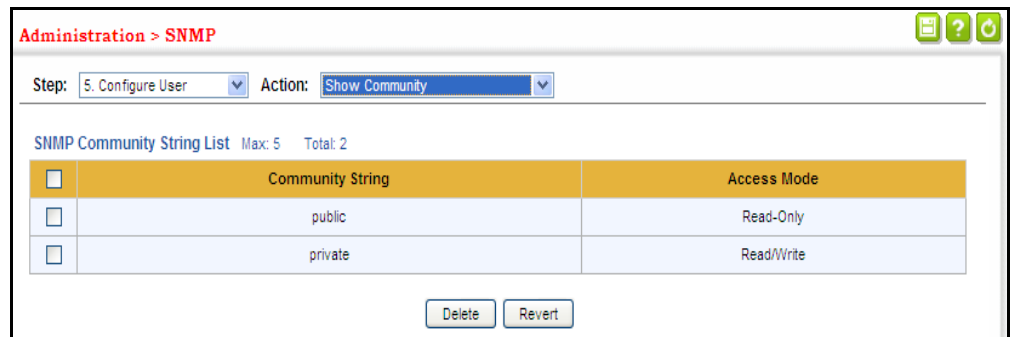 Administration > SNMP
?
Step: 5. Configure User Action: Show Community
SNMP Community String List Max: 5 Total: 2
Community String Access Mode
public Read-Only
private Read/Write
Delete Revert